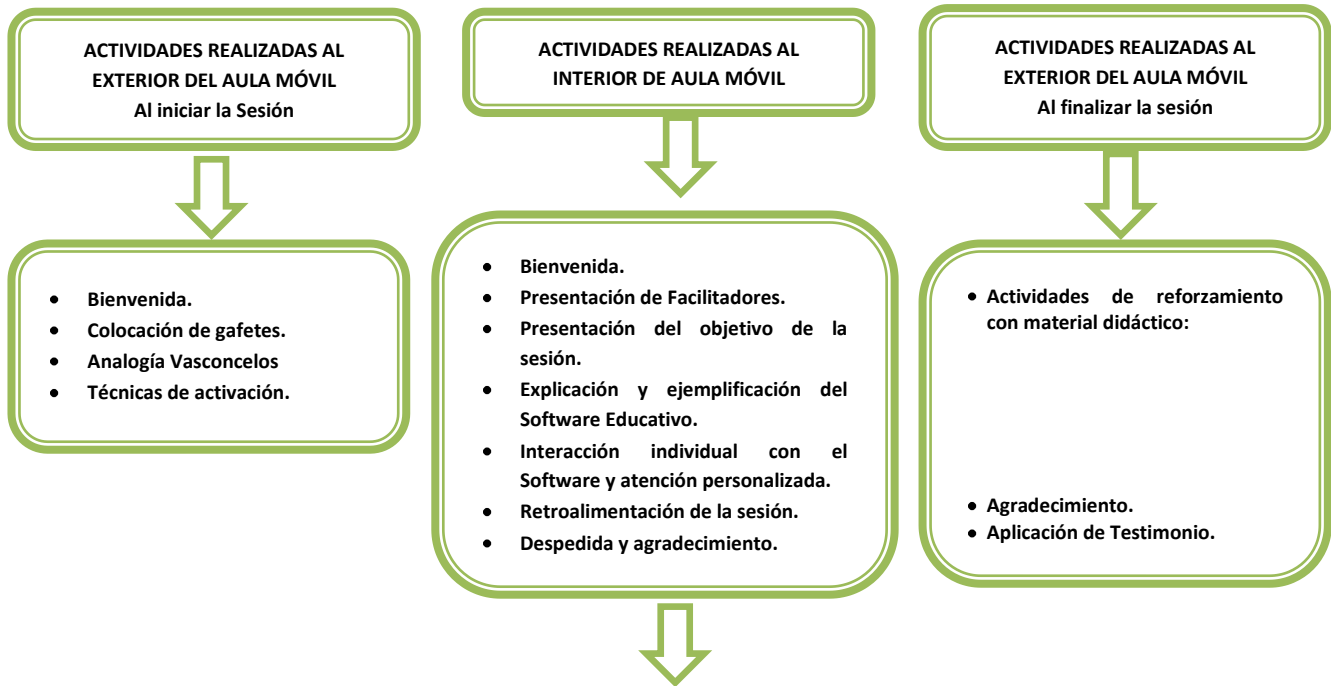 ACTIVIDADES REALIZADAS AL
EXTERIOR DEL AULA MÓVIL
Al iniciar la Sesión
ACTIVIDADES REALIZADAS AL
INTERIOR DE AULA MÓVIL
ACTIVIDADES REALIZADAS AL
EXTERIOR DEL AULA MÓVIL
Al finalizar la sesión
• Bienvenida.
• Colocación de gafetes.
• Analogía Vasconcelos
• Técnicas de activación.
• Bienvenida.
• Presentación de Facilitadores.
• Presentación del objetivo de la
sesión.
• Explicación y ejemplificación del
Software Educativo.
• Interacción individual con el
Software y atención personalizada.
• Retroalimentación de la sesión.
• Despedida y agradecimiento.
• Actividades de reforzamiento
con material didáctico:
• Agradecimiento.
• Aplicación de Testimonio.